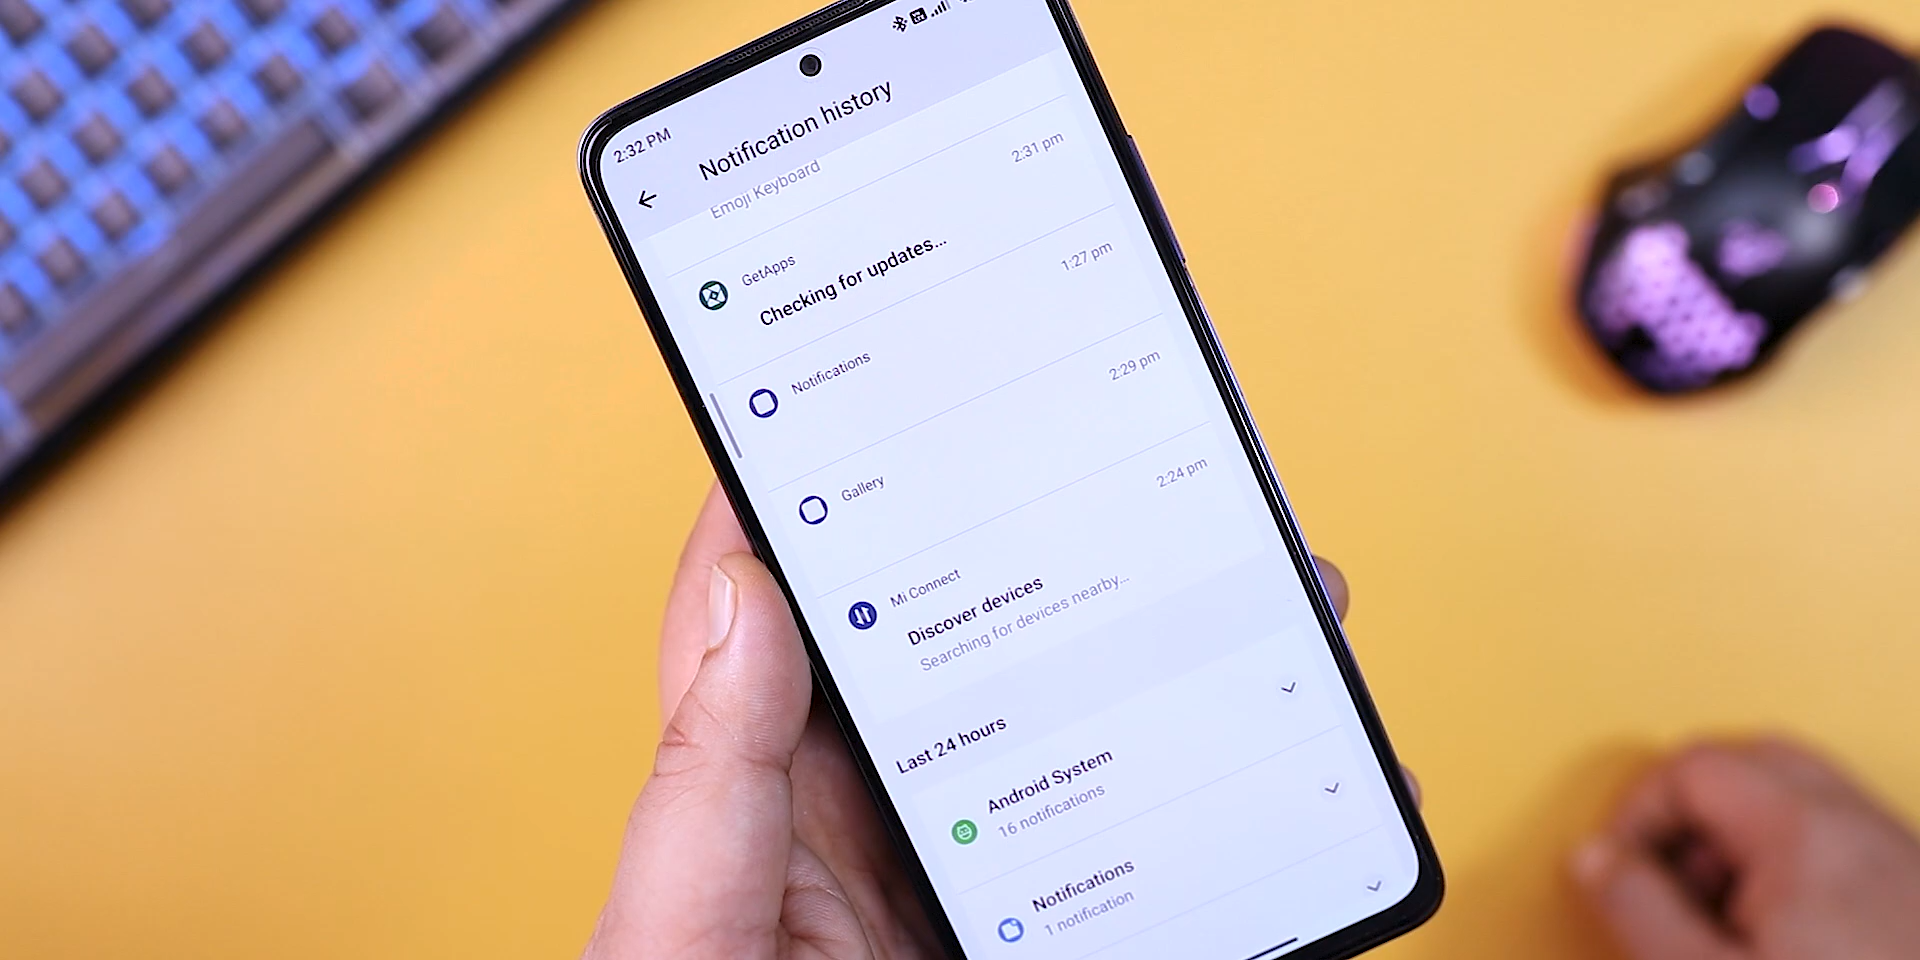 2:32 PM
Notification history
Emoji Keyboard
2:31 pm
GetApps
Checking for updates...
1:27 pm
Notifications
2:29 pm
Gallery
2:24 pm
Mi Connect
Discover devices
Searching for devices nearby...
Last 24 hours
Android System
16 notifications
Notifications
1 notification